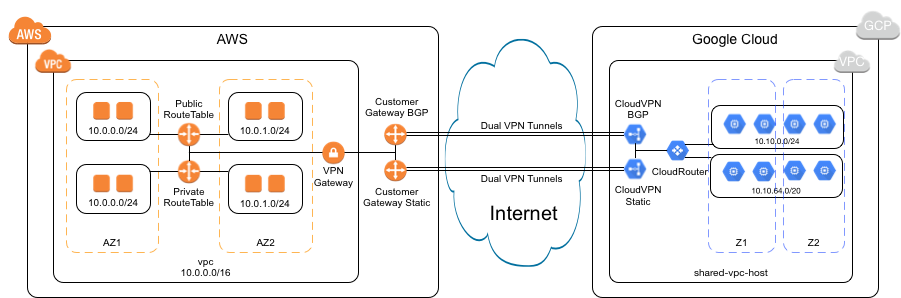 AWS
AWS
VPC
Public
RouteTable
10.0.0.0/24
10.0.1.0/24
VPN
Gateway
Private
RouteTable
10.0.0.0/24
10.0.1.0/24
AZ1
AZ2
vpc
10.0.0.0/16
Customer
Gateway BGP
Customer
Gateway Static
Dual VPN Tunnels
Dual VPN Tunnels
Internet
Google Cloud
GCP
VPC
CloudVPN
BGP
CloudRouter
CloudVPN
Static
10.10.0.0/24
10.10.64.0/20
Z1
Z2
shared-vpc-host